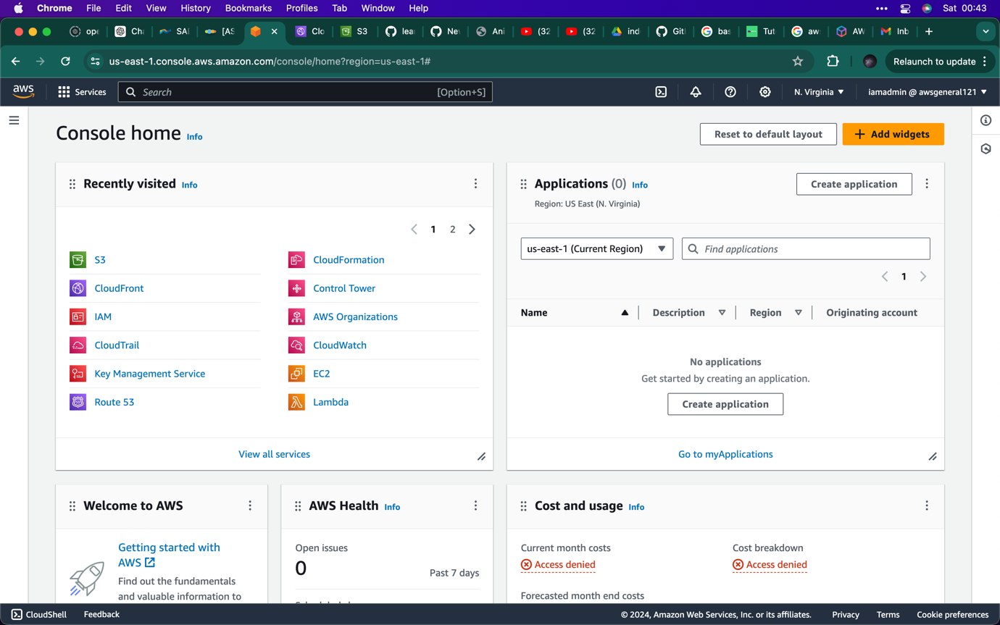 Chrome File Edit View History Bookmarks Profiles Tab Window Help Sat 00:43
ope Cha SAI [AS Clo S3 lea Nev Ani (32 (32 ind Git bas Tut aw AW Inb
us-east-1.console.aws.amazon.com/console/home?region=us-east-1# Relaunch to update
aws Services Search [Option+S] N. Virginia iamadmin @ awsgeneral121
Console home Info
Reset to default layout
Add widgets
Recently visited Info
1 2
S3
CloudFront
IAM
CloudTrail
Key Management Service
Route 53
CloudFormation
Control Tower
AWS Organizations
CloudWatch
EC2
Lambda
View all services
Applications (0) Info
Region: US East (N. Virginia)
Create application
us-east-1 (Current Region) Find applications
1
Name Description Region Originating account
No applications
Get started by creating an application.
Create application
Go to myApplications
Welcome to AWS
Getting started with
AWS
Find out the fundamentals
and valuable information to
AWS Health Info
Open issues
0
Past 7 days
Cost and usage Info
Current month costs
Access denied
Cost breakdown
Access denied
Forecasted month end costs
CloudShell Feedback © 2024, Amazon Web Services, Inc. or its affiliates. Privacy Terms Cookie preferences